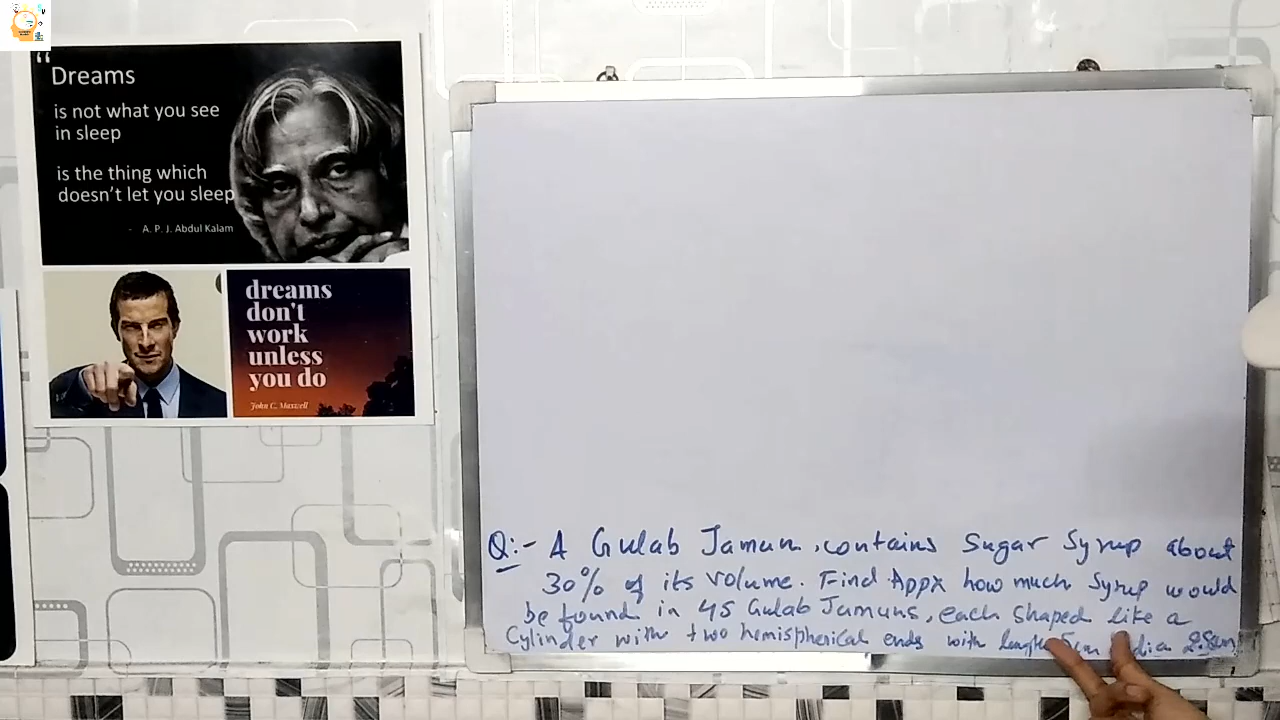 “
Dreams
is not what you see
in sleep
is the thing which
doesn't let you sleep
- A. P. J. Abdul Kalam
dreams
don't
work
unless
you do
John C. Maxwell
Q:- A Gulab Jamun, contains Sugar Syrup about
30% of its volume. Find Appx how much Syrup would
be found in 45 Gulab Jamuns, each shaped like a
Cylinder with two hemispherical ends with length 5cm dia